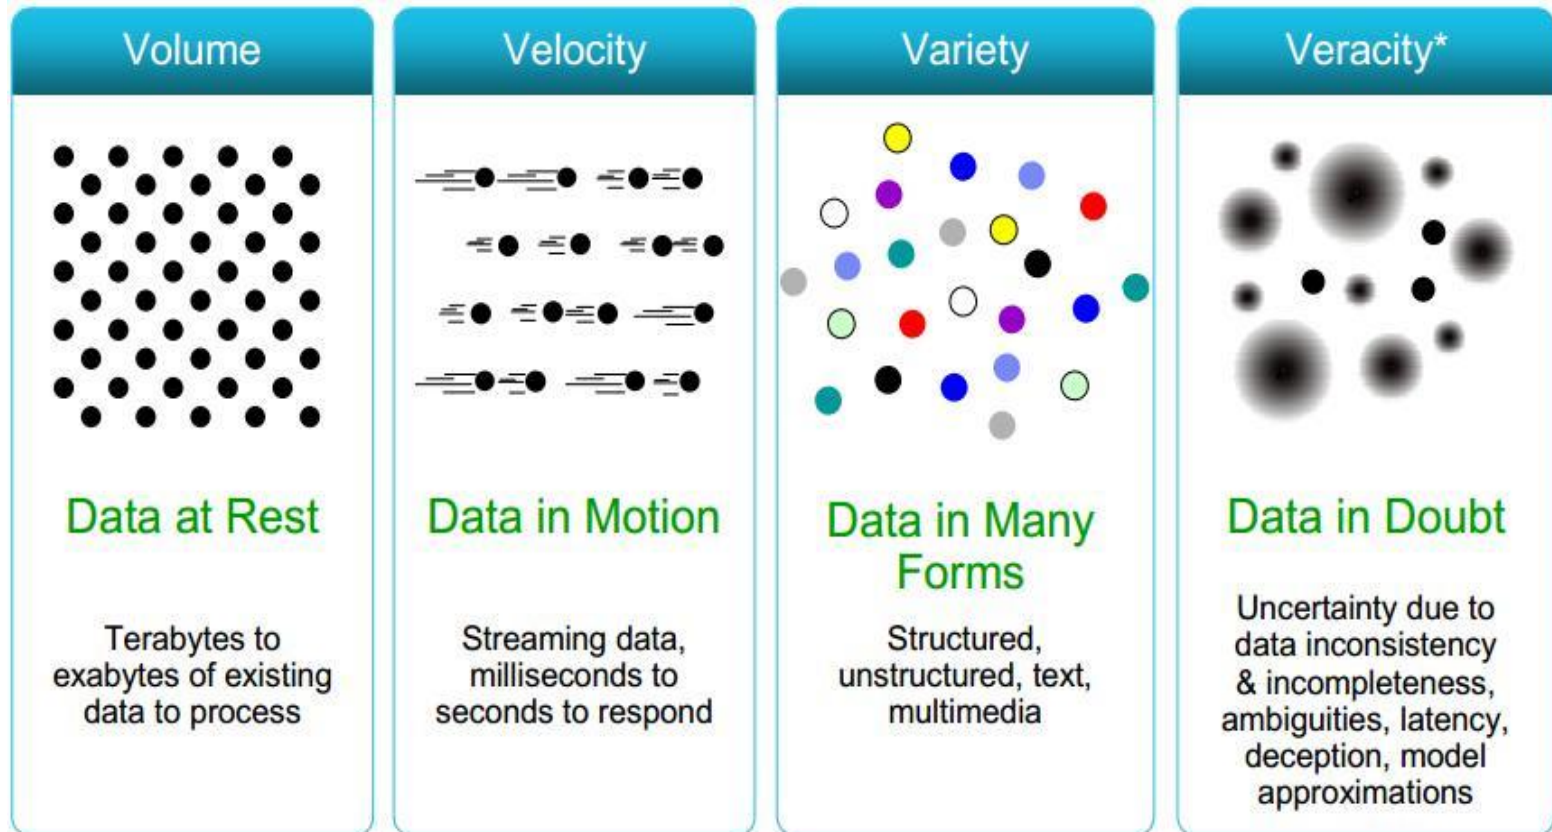 Volume
Data at Rest
Terabytes to
exabytes of existing
data to process
Velocity
Data in Motion
Streaming data,
milliseconds to
seconds to respond
Variety
Data in Many
Forms
Structured,
unstructured, text,
multimedia
Veracity*
Data in Doubt
Uncertainty due to
data inconsistency
& incompleteness,
ambiguities, latency,
deception, model
approximations